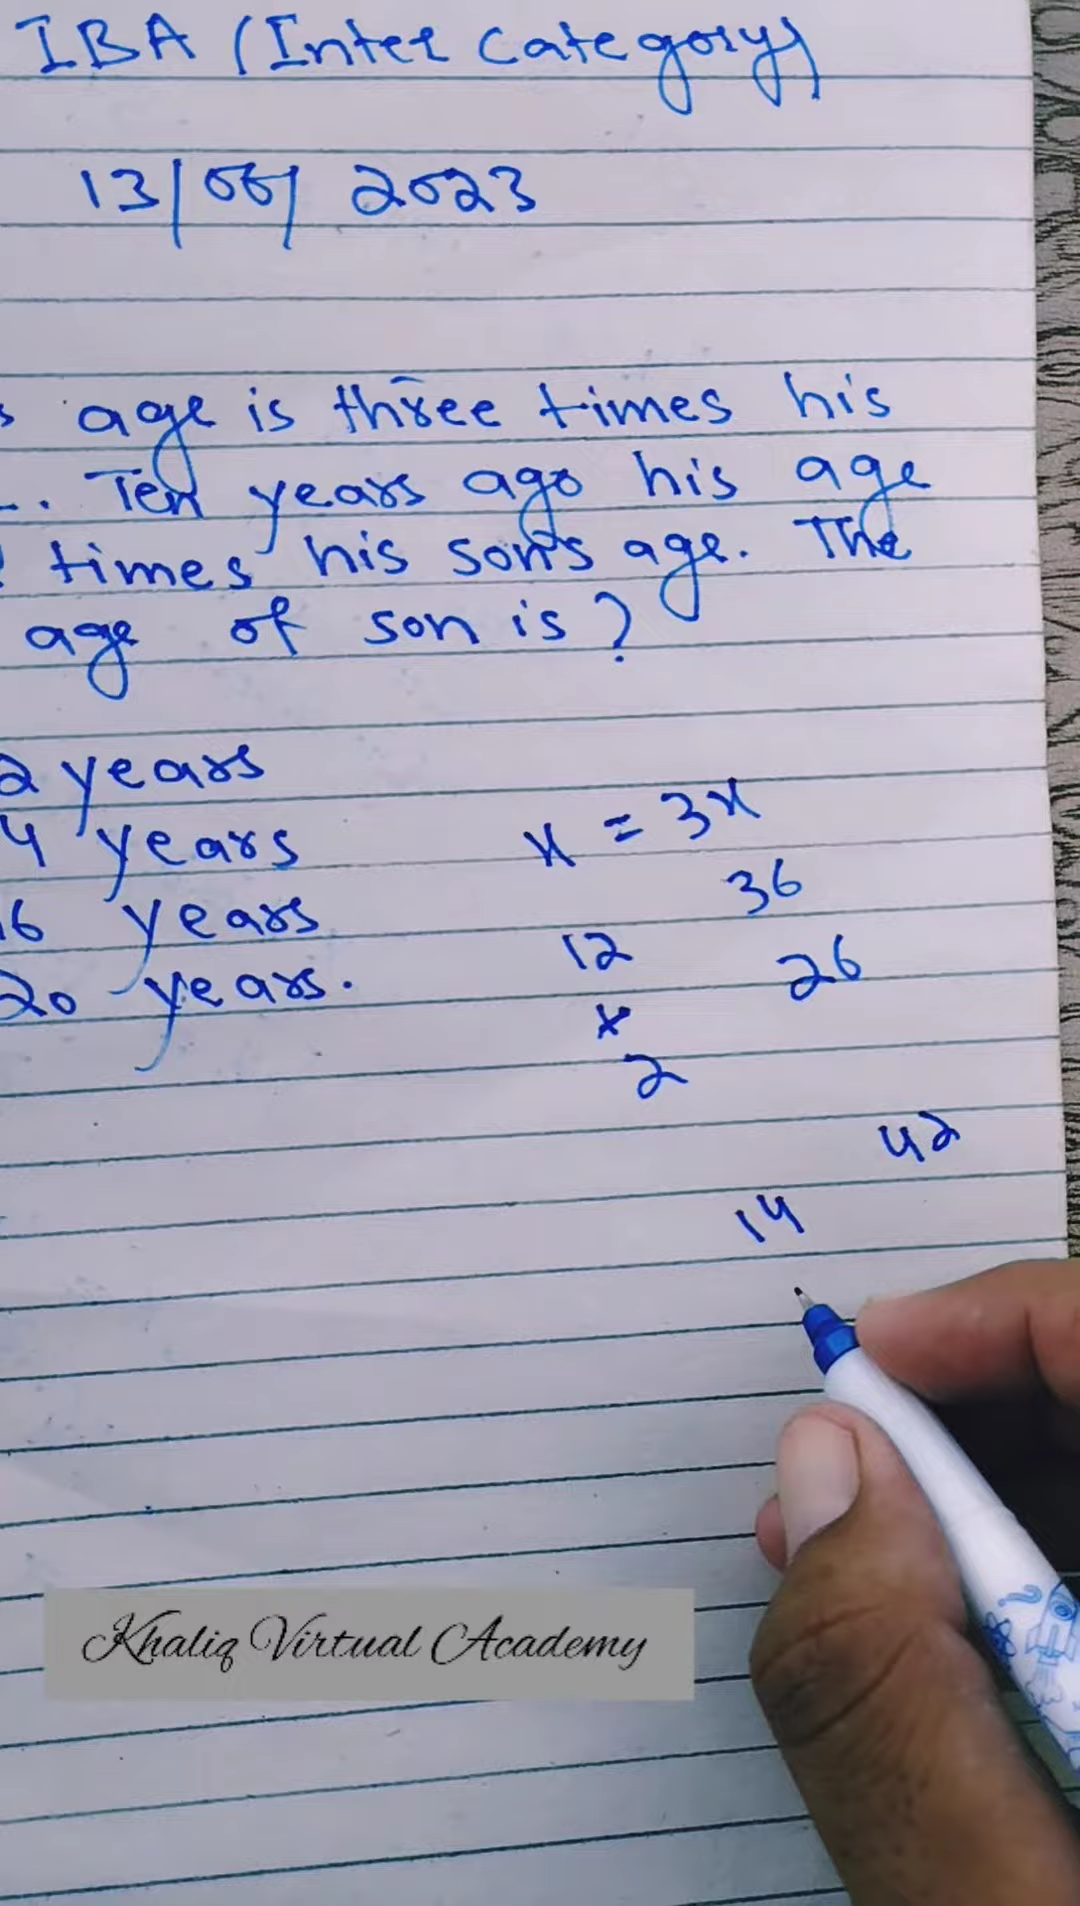 IBA (Inter Category)
13/06/ 2023
s age is three times his
. Ten years ago his age
times his son's age. The
age of son is?
2 years
4 years
16 years
20 years.
x = 3x
36
12
26
x
2
42
14
Khaliq Virtual Academy